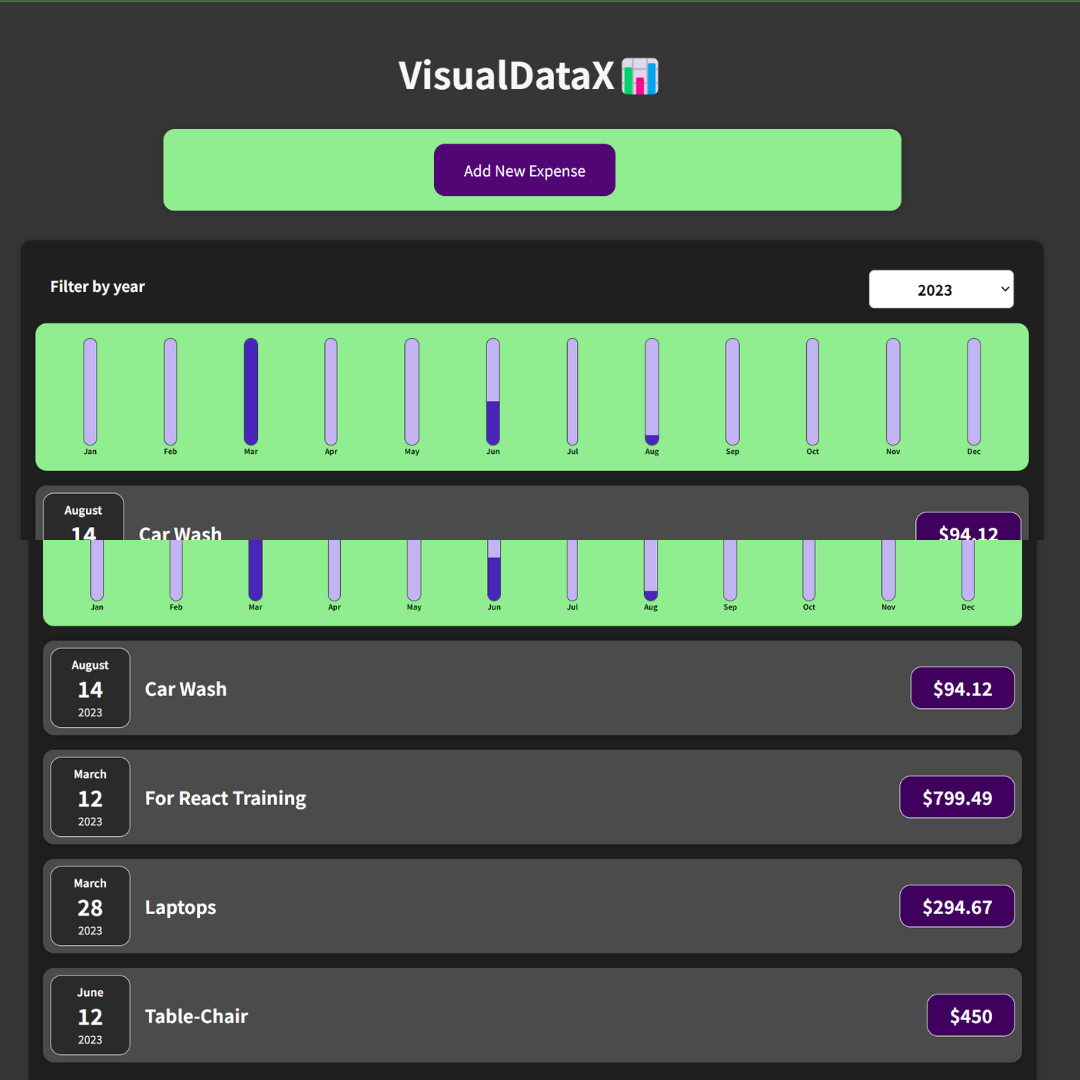 VisualDataX
Add New Expense
Filter by year
2023
Jan Feb Mar Apr May Jun Jul Aug Sep Oct Nov Dec
August
14
Car Wash
$94.12
Jan Feb Mar Apr May Jun Jul Aug Sep Oct Nov Dec
August
14
2023
Car Wash
$94.12
March
12
2023
For React Training
$799.49
March
28
2023
Laptops
$294.67
June
12
2023
Table-Chair
$450